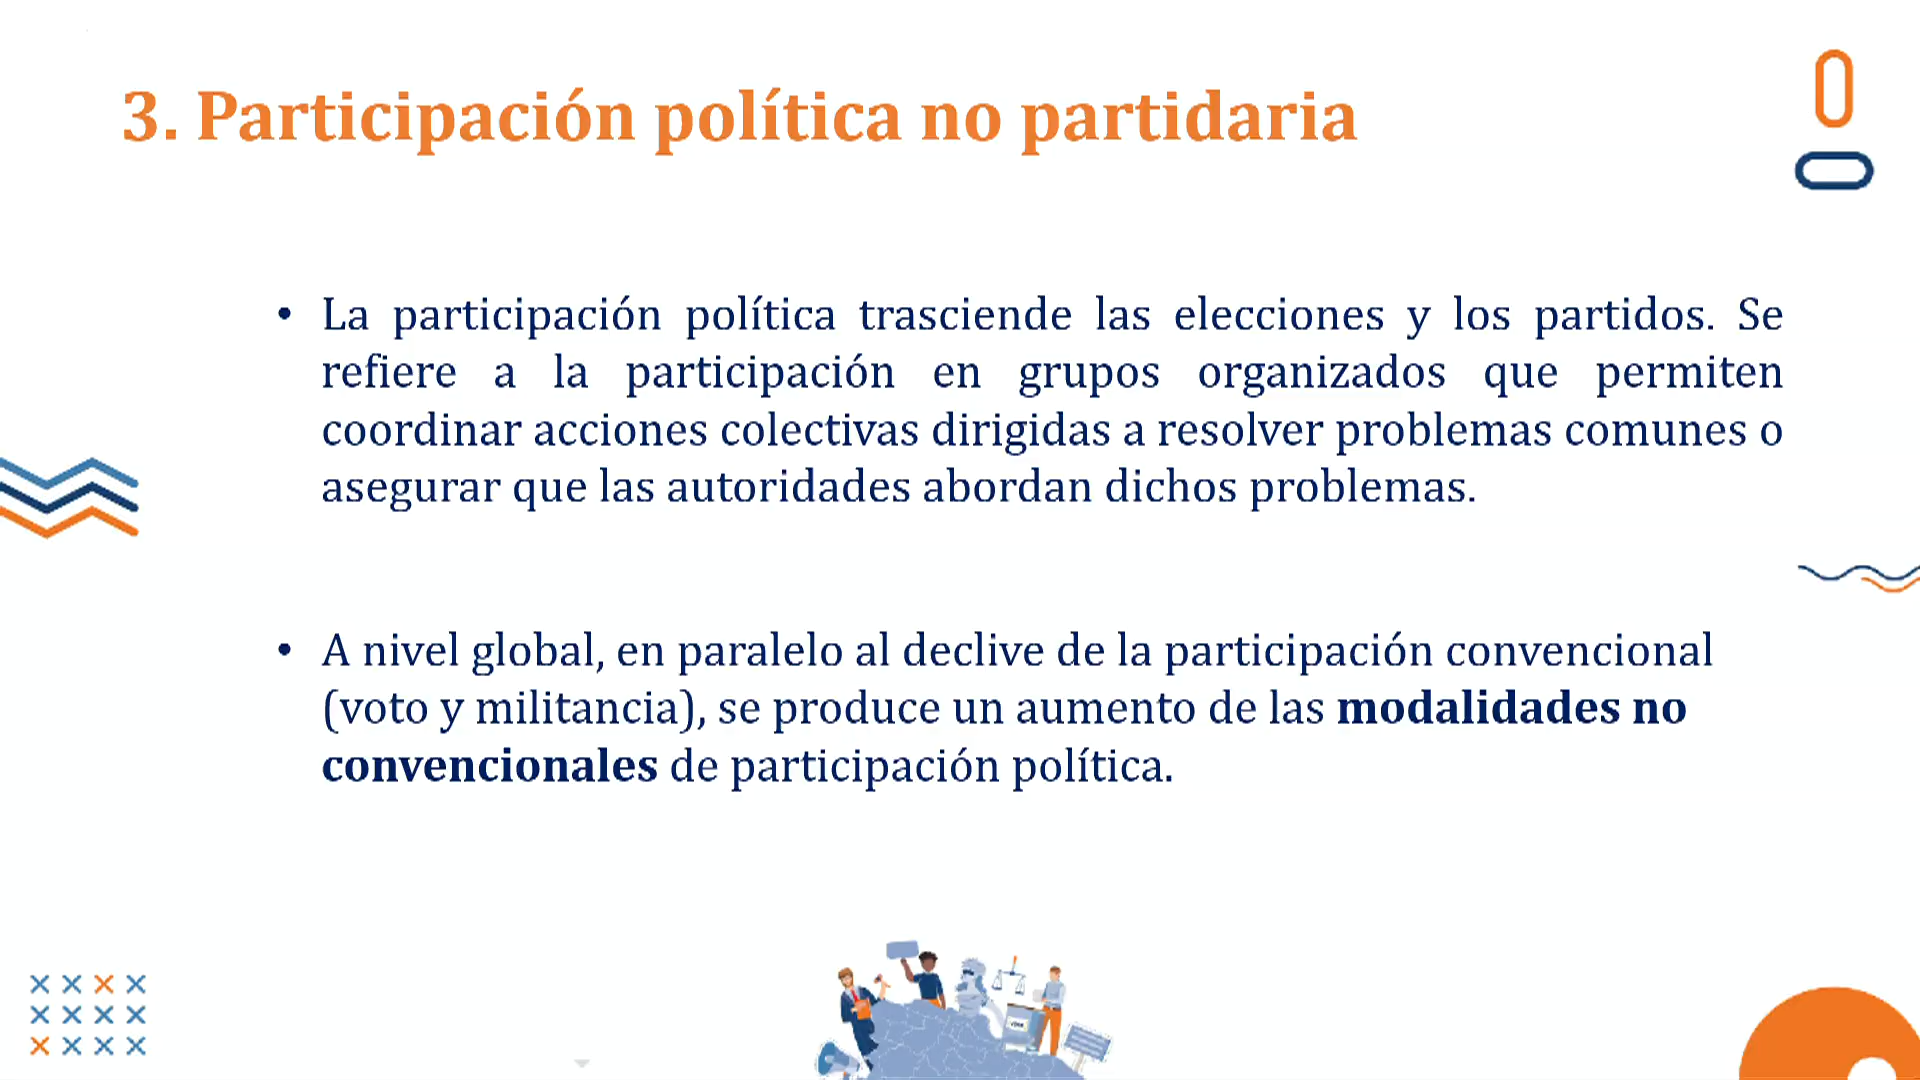 3. Participación política no partidaria
• La participación política trasciende las elecciones y los partidos. Se
refiere a la participación en grupos organizados que permiten
coordinar acciones colectivas dirigidas a resolver problemas comunes o
asegurar que las autoridades abordan dichos problemas.
• A nivel global, en paralelo al declive de la participación convencional
(voto y militancia), se produce un aumento de las modalidades no
convencionales de participación política.